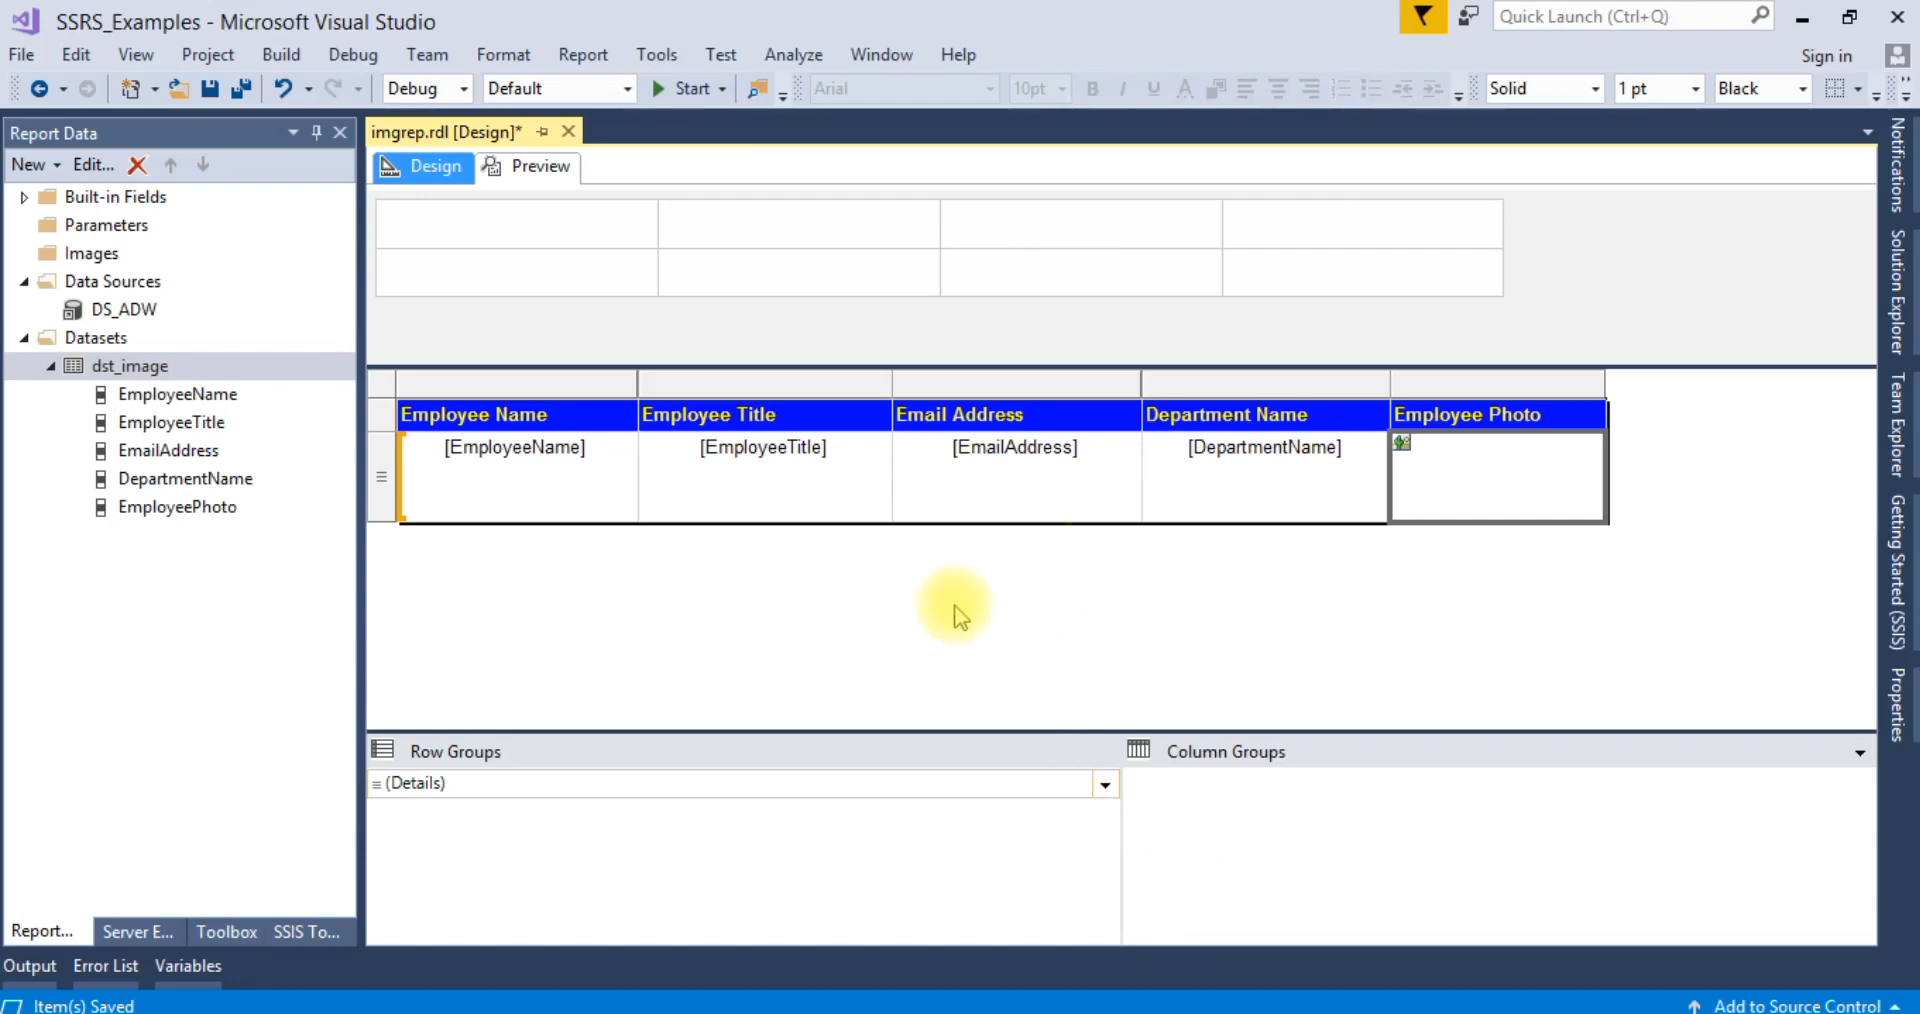 SSRS_Examples - Microsoft Visual Studio
Quick Launch (Ctrl+Q)
File Edit View Project Build Debug Team Format Report Tools Test Analyze Window Help
Sign in
Debug Default Start Arial 10pt B I U A Solid 1 pt Black
Report Data
imgrep.rdl [Design]*
New Edit...
Design Preview
Built-in Fields
Parameters
Images
Data Sources
DS_ADW
Datasets
dst_image
EmployeeName
EmployeeTitle
EmailAddress
DepartmentName
EmployeePhoto
Employee Name Employee Title Email Address Department Name Employee Photo
[EmployeeName] [EmployeeTitle] [EmailAddress] [DepartmentName]
Row Groups Column Groups
(Details)
Notifications
Solution Explorer
Team Explorer
Getting Started (SSIS)
Properties
Report... Server E... Toolbox SSIS To...
Output Error List Variables
Item(s) Saved
Add to Source Control